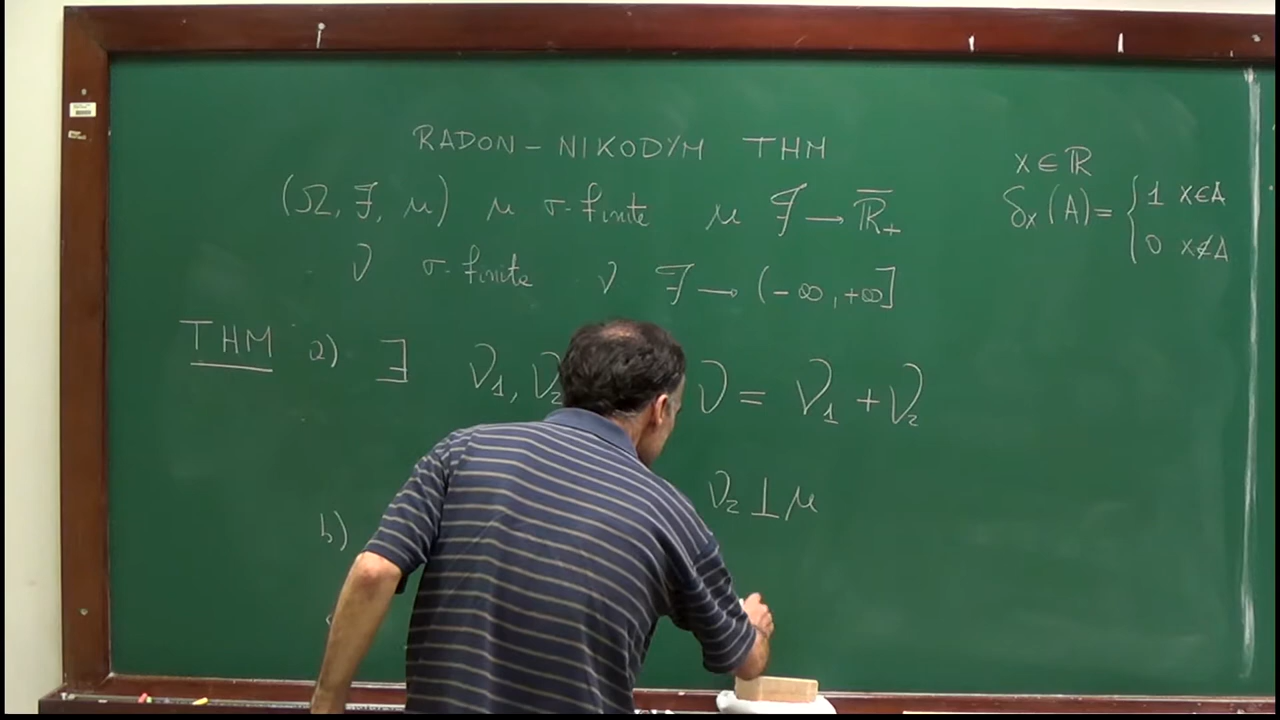 RADON-NIKODYM THM
(Ω, ℱ, μ) μ σ-finite μ ℱ → ℝ̅₊
ν σ-finite ν ℱ → (-∞, +∞]
THM a) ∃ ν₁, ν₂ ν = ν₁ + ν₂
ν₂ ⊥ μ
b)
x ∈ ℝ
δₓ(A) = { 1 x∈A
0 x∉A